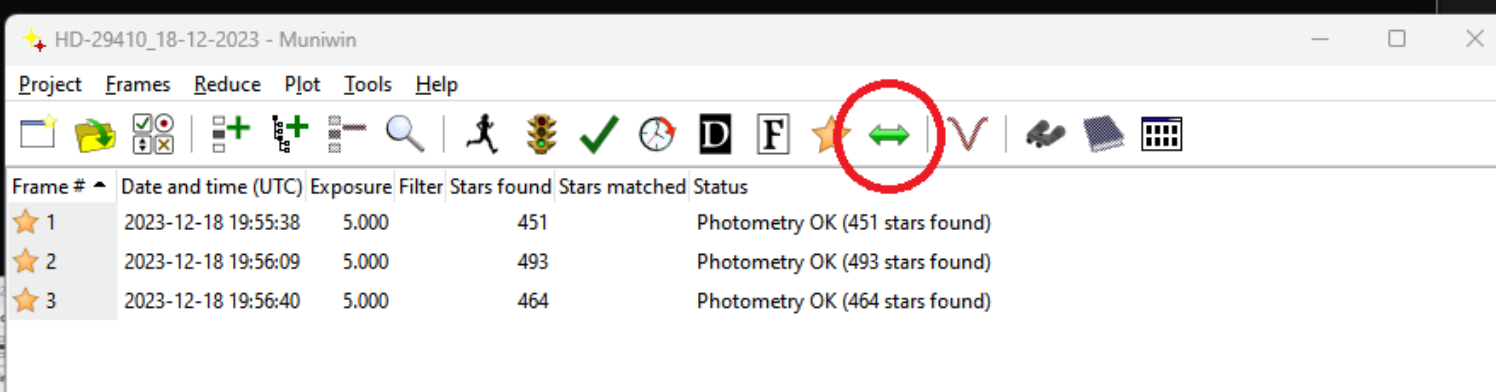 HD-29410_18-12-2023 - Muniwin
Project Frames Reduce Plot Tools Help
D F
Frame # Date and time (UTC) Exposure Filter Stars found Stars matched Status
1 2023-12-18 19:55:38 5.000 451 Photometry OK (451 stars found)
2 2023-12-18 19:56:09 5.000 493 Photometry OK (493 stars found)
3 2023-12-18 19:56:40 5.000 464 Photometry OK (464 stars found)